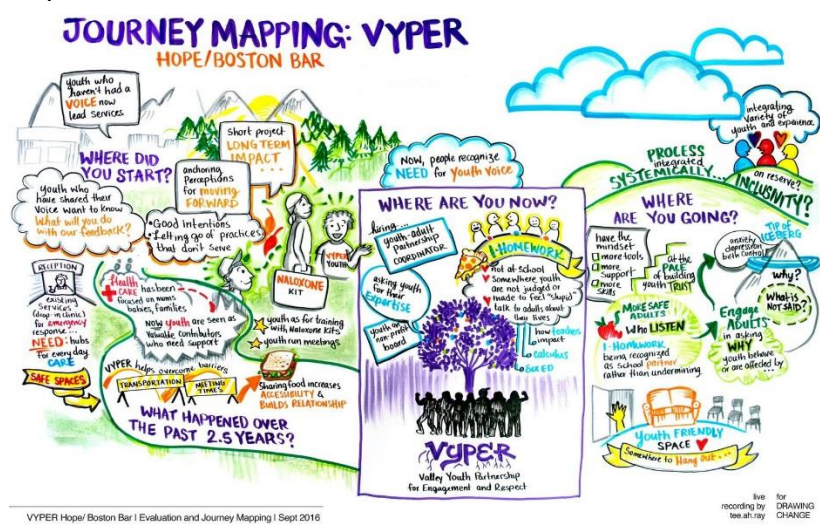 JOURNEY MAPPING: VYPER
HOPE/BOSTON BAR
youth who
haven't had a
VOICE now
lead services
WHERE DID
YOU START?
short project
LONG TERM
IMPACT
...
anchoring
Perceptions
for moving
FORWARD
youth who
have shared their
Voice want to know
What will you do
with our feedback?
Good intentions
letting go of practices
that don't serve
VYPER
YOUTH
NALOXONE
KIT
RECEPTION
existing
services
(drop-in clinic)
for emergency
response...
NEED: hubs
for every day
CARE
SAFE SPACES
Health
CARE has been
focused on mums
babies, families
NOW youth are seen as
Valuable contributors
who need support
youth as for training
with Naloxone Kits
youth run meetings
VYPER helps overcome barriers
TRANSPORTATION
MEETING
TIMES
Sharing food increases
ACCESSIBILITY &
BUILDS RELATIONSHIP
WHAT HAPPENED OVER
THE PAST 2.5 YEARS?
Now, people recognize
NEED for Youth Voice
WHERE ARE YOU NOW?
hiring...
youth-adult
partnership
COORDINATOR
asking youth
for their
EXPERTISE
youth on
non-profit
board
I·HOMEWORK
not at school
Somewhere youth
are not judged or
made to feel "stupid"
talk to adults about
their lives
how teachers
impact
calculus
SEX ED
VYPER
Valley Youth Partnership
for Engagement and Respect
integrating
Variety of
youth and experience
PROCESS
integrated
SYSTEMICALLY...
on reserve?
INCLUSIVITY?
WHERE
ARE YOU GOING?
have the
mindset
more tools
more
Support
more
skills
at the
PACE
of building
youth TRUST
anxiety
depression
birth control
TIP of
ICEBERG
why?
What is
NOT SAID?
MORE SAFE
ADULTS
Who LISTEN
I·HOMEWORK
being recognized
as school partner
rather than undermining
Engage
ADULTS
in asking
WHY
youth behave
or are affected by
...
Youth FRIENDLY
SPACE
Somewhere to Hang Out...
VYPER Hope/ Boston Bar I Evaluation and Journey Mapping I Sept 2016
live for
recording by DRAWING
tee.ah.ray CHANGE